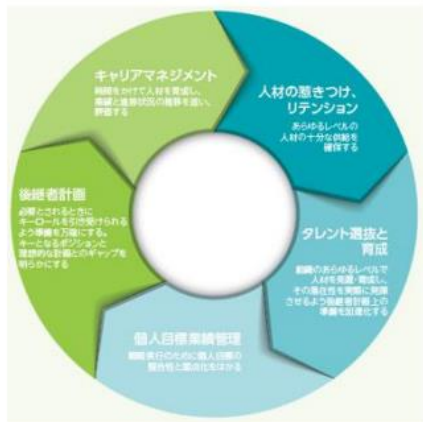 キャリアマネジメント
時間をかけて人材を育成し、
業績と進捗状況の推移を追い、
評価する
人材の惹きつけ、
リテンション
あらゆるレベルの
人材の十分な供給を
確保する
タレント選抜と
育成
組織のあらゆるレベルで
人材を発掘・育成し、
その潜在性を実際に発揮
させるよう後継者計画上の
準備を加速化する
個人目標業績管理
戦略実行のために個人目標の
整合性と重点化をはかる
後継者計画
必要とされるときに
キーロールを引き受けられる
よう準備を万端にする。
キーとなるポジションと
理想的な計画とのギャップを
明らかにする